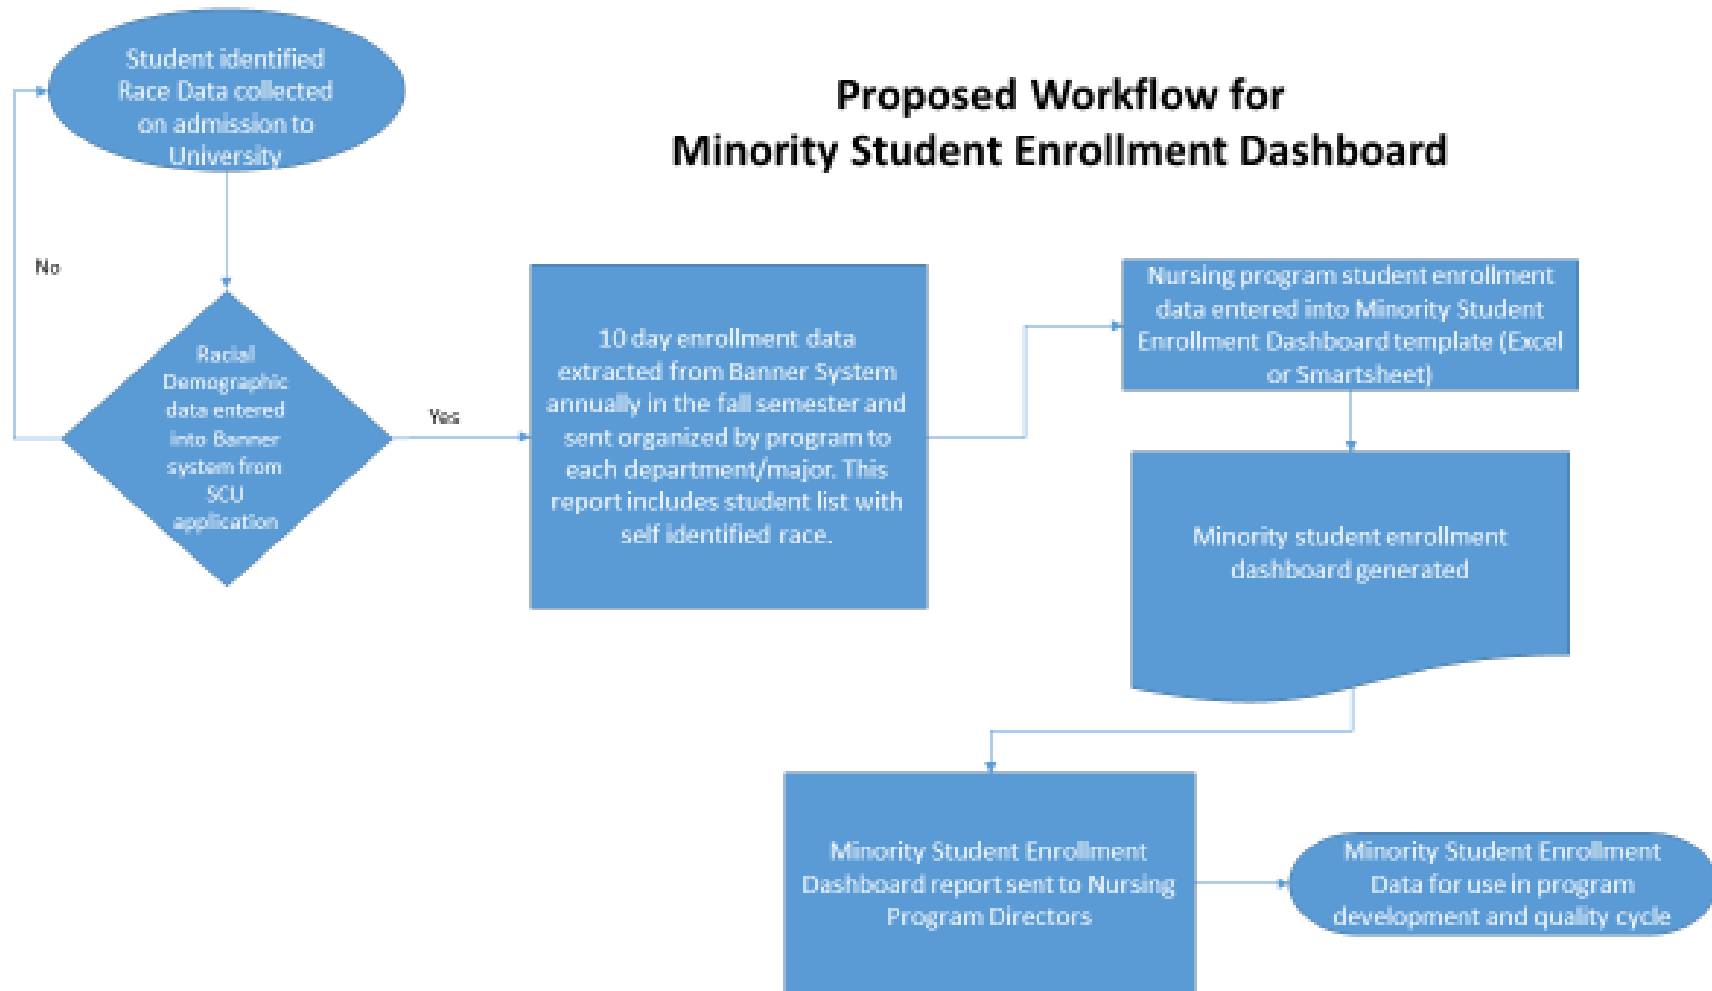 Student identified
Race Data collected
on admission to
University
Proposed Workflow for
Minority Student Enrollment Dashboard
No
Racial
Demographic
data entered
into Banner
system from
SCU
application
Yes
10 day enrollment data
extracted from Banner System
annually in the fall semester and
sent organized by program to
each department/major. This
report includes student list with
self identified race.
Nursing program student enrollment
data entered into Minority Student
Enrollment Dashboard template (Excel
or Smartsheet)
Minority student enrollment
dashboard generated
Minority Student Enrollment
Dashboard report sent to Nursing
Program Directors
Minority Student Enrollment
Data for use in program
development and quality cycle